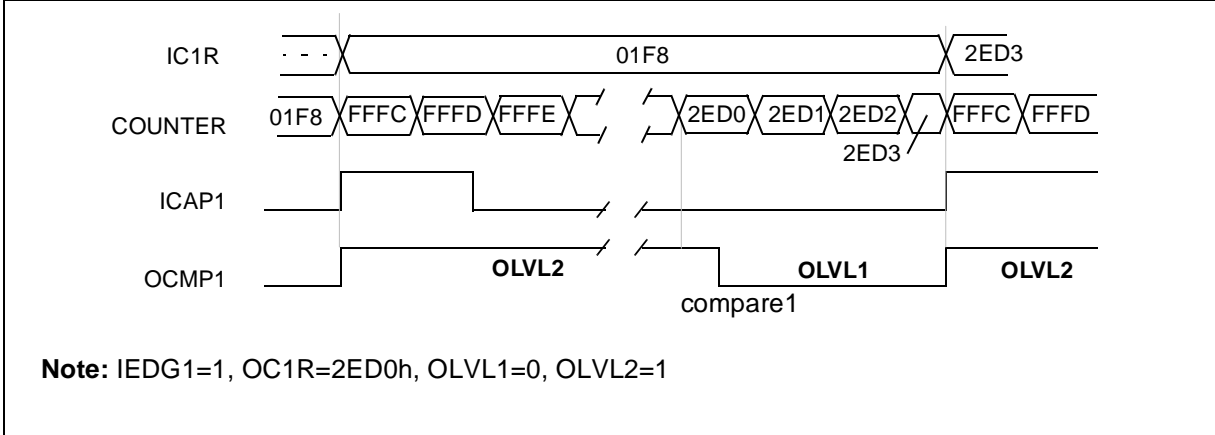 IC1R - - - 01F8 2ED3
COUNTER 01F8 FFFC FFFD FFFE 2ED0 2ED1 2ED2 FFFC FFFD
2ED3
ICAP1
OCMP1 OLVL2 OLVL1 OLVL2
compare1
Note: IEDG1=1, OC1R=2ED0h, OLVL1=0, OLVL2=1